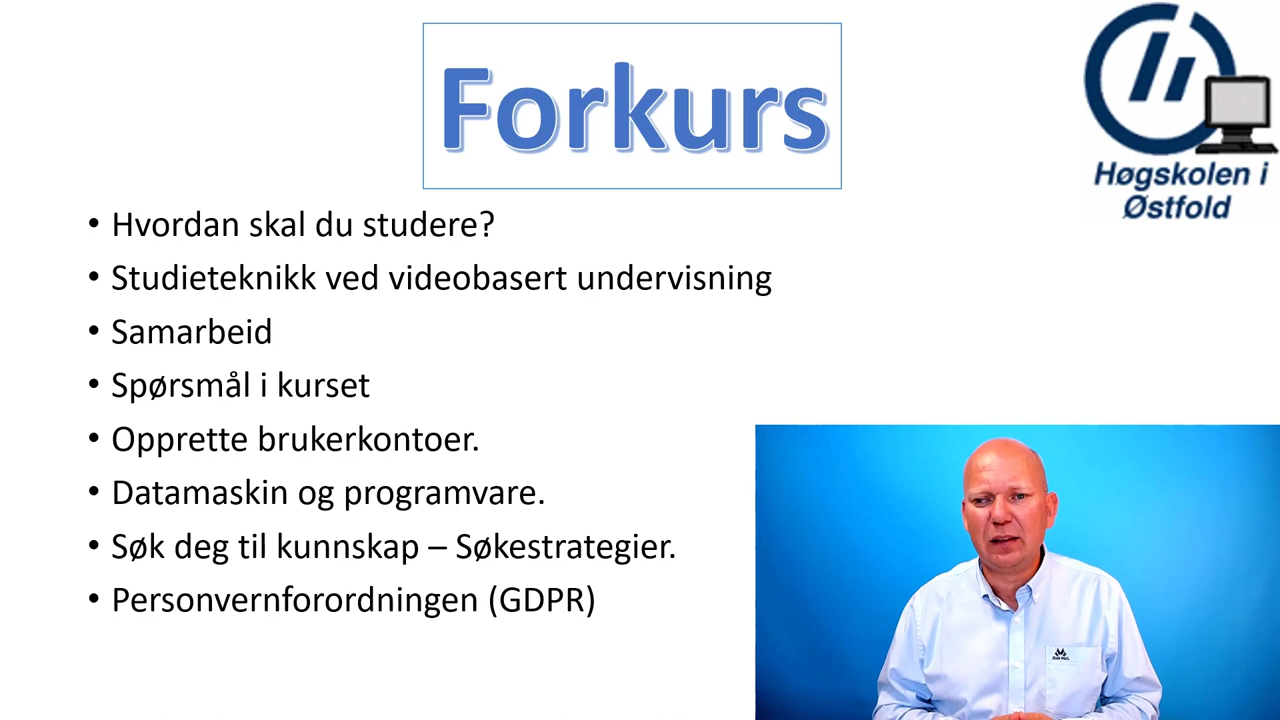 Forkurs
Høgskolen i
Østfold
• Hvordan skal du studere?
• Studieteknikk ved videobasert undervisning
• Samarbeid
• Spørsmål i kurset
• Opprette brukerkontoer.
• Datamaskin og programvare.
• Søk deg til kunnskap – Søkestrategier.
• Personvernforordningen (GDPR)